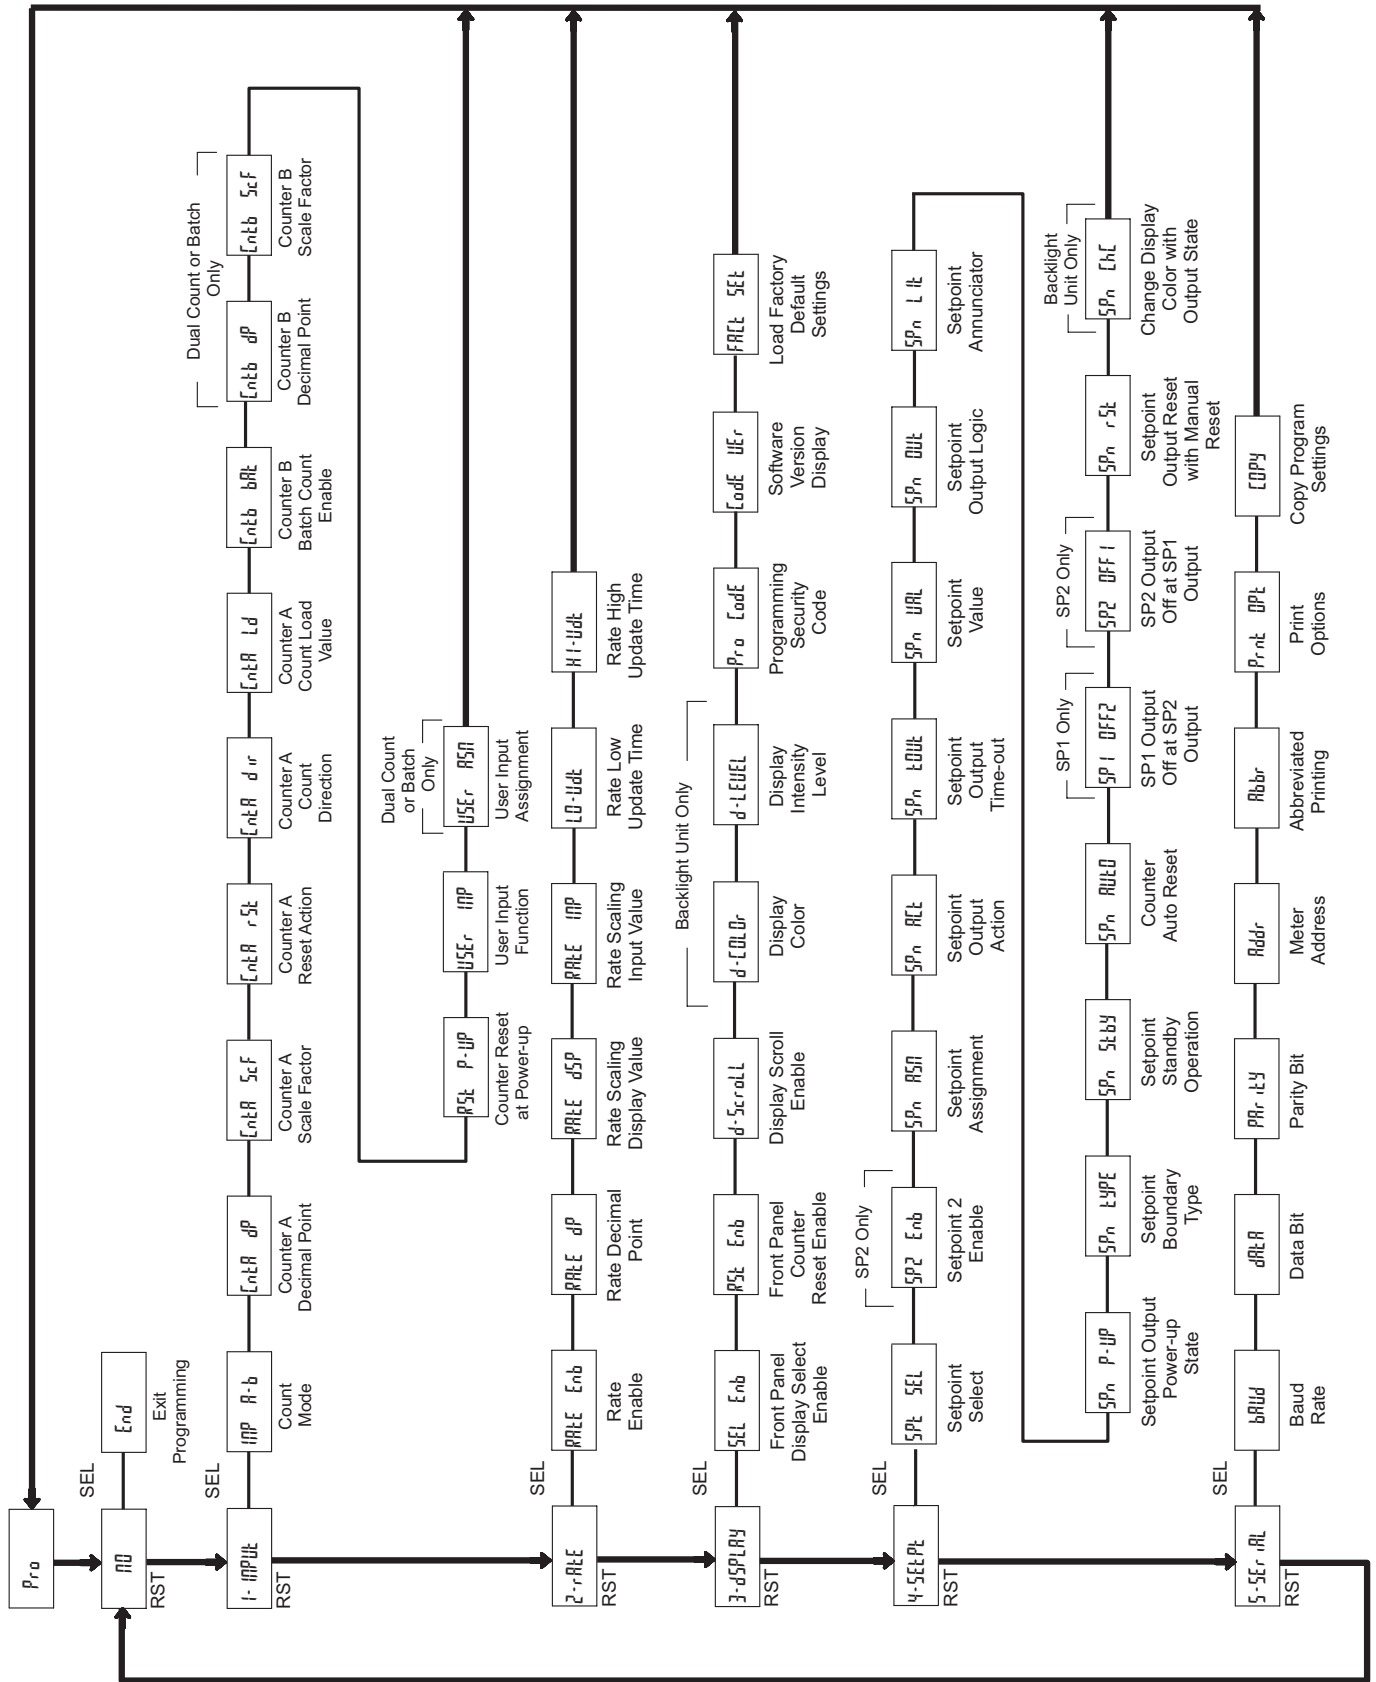 Pro
NO
RST
SEL
End
Exit
Programming
1-INPUt
RST
SEL
INP A-b
Count
Mode
CntA dP
Counter A
Decimal Point
CntA ScF
Counter A
Scale Factor
CntA rSt
Counter A
Reset Action
CntA dir
Counter A
Count
Direction
CntA Ld
Counter A
Count Load
Value
Cntb bAt
Counter B
Batch Count
Enable
Dual Count or Batch
Only
Cntb dP
Counter B
Decimal Point
Cntb ScF
Counter B
Scale Factor
RSt P-UP
Counter Reset
at Power-up
USEr INP
User Input
Function
Dual Count
or Batch
Only
USEr ASN
User Input
Assignment
2-rAtE
RST
SEL
RAtE Enb
Rate
Enable
RAtE dP
Rate Decimal
Point
RAtE dSP
Rate Scaling
Display Value
RAtE INP
Rate Scaling
Input Value
LO-Udt
Rate Low
Update Time
HI-Udt
Rate High
Update Time
3-dSPLAy
RST
SEL
SEL Enb
Front Panel
Display Select
Enable
RSt Enb
Front Panel
Counter
Reset Enable
d-ScroLL
Display Scroll
Enable
Backlight Unit Only
d-COLOr
Display
Color
d-LEVEL
Display
Intensity
Level
Pro CodE
Programming
Security
Code
CodE VEr
Software
Version
Display
FACt SEt
Load Factory
Default
Settings
4-SEtPt
RST
SEL
SPt SEL
Setpoint
Select
SP2 Only
SP2 Enb
Setpoint 2
Enable
SPn ASN
Setpoint
Assignment
SPn ACt
Setpoint
Output
Action
SPn tOUt
Setpoint
Output
Time-out
SPn VAL
Setpoint
Value
SPn OUt
Setpoint
Output Logic
SPn LIt
Setpoint
Annunciator
SPn P-UP
Setpoint Output
Power-up
State
SPn tyPE
Setpoint
Boundary
Type
SPn Stby
Setpoint
Standby
Operation
SPn AUtO
Counter
Auto Reset
SP1 Only
SP1 OFF2
SP1 Output
Off at SP2
Output
SP2 Only
SP2 OFF1
SP2 Output
Off at SP1
Output
SPn rSt
Setpoint
Output Reset
with Manual
Reset
Backlight
Unit Only
SPn ChC
Change Display
Color with
Output State
5-SErIAL
RST
SEL
bAUd
Baud
Rate
dAtA
Data Bit
PArIty
Parity Bit
Addr
Meter
Address
Abbr
Abbreviated
Printing
Prnt OPt
Print
Options
COPy
Copy Program
Settings